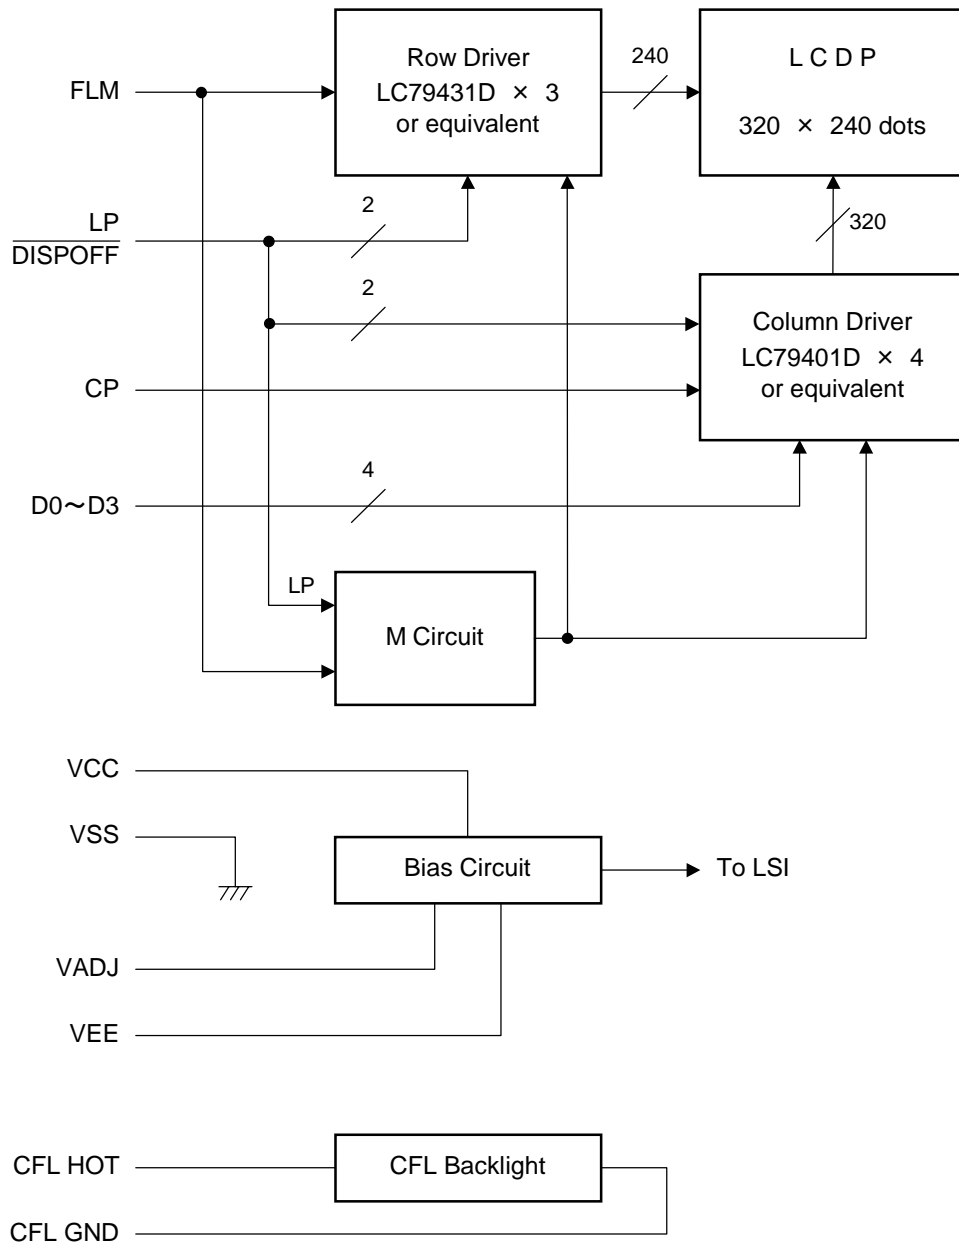 Row Driver
LC79431D × 3
or equivalent
240
L C D P
320 × 240 dots
FLM
2
LP
DISPOFF
320
2
Column Driver
LC79401D × 4
or equivalent
CP
4
D0～D3
LP
M Circuit
VCC
VSS
Bias Circuit
To LSI
VADJ
VEE
CFL HOT
CFL Backlight
CFL GND